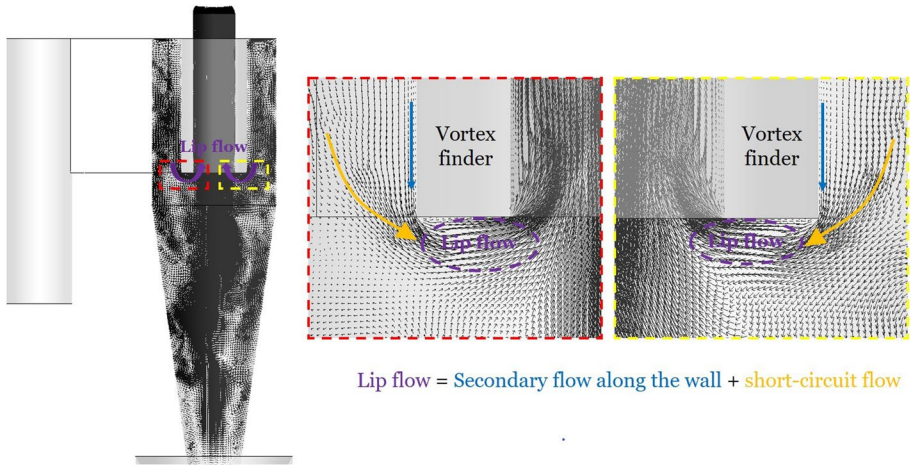 Lip flow
Vortex
finder
Lip flow
Vortex
finder
Lip flow
Lip flow = Secondary flow along the wall + short-circuit flow